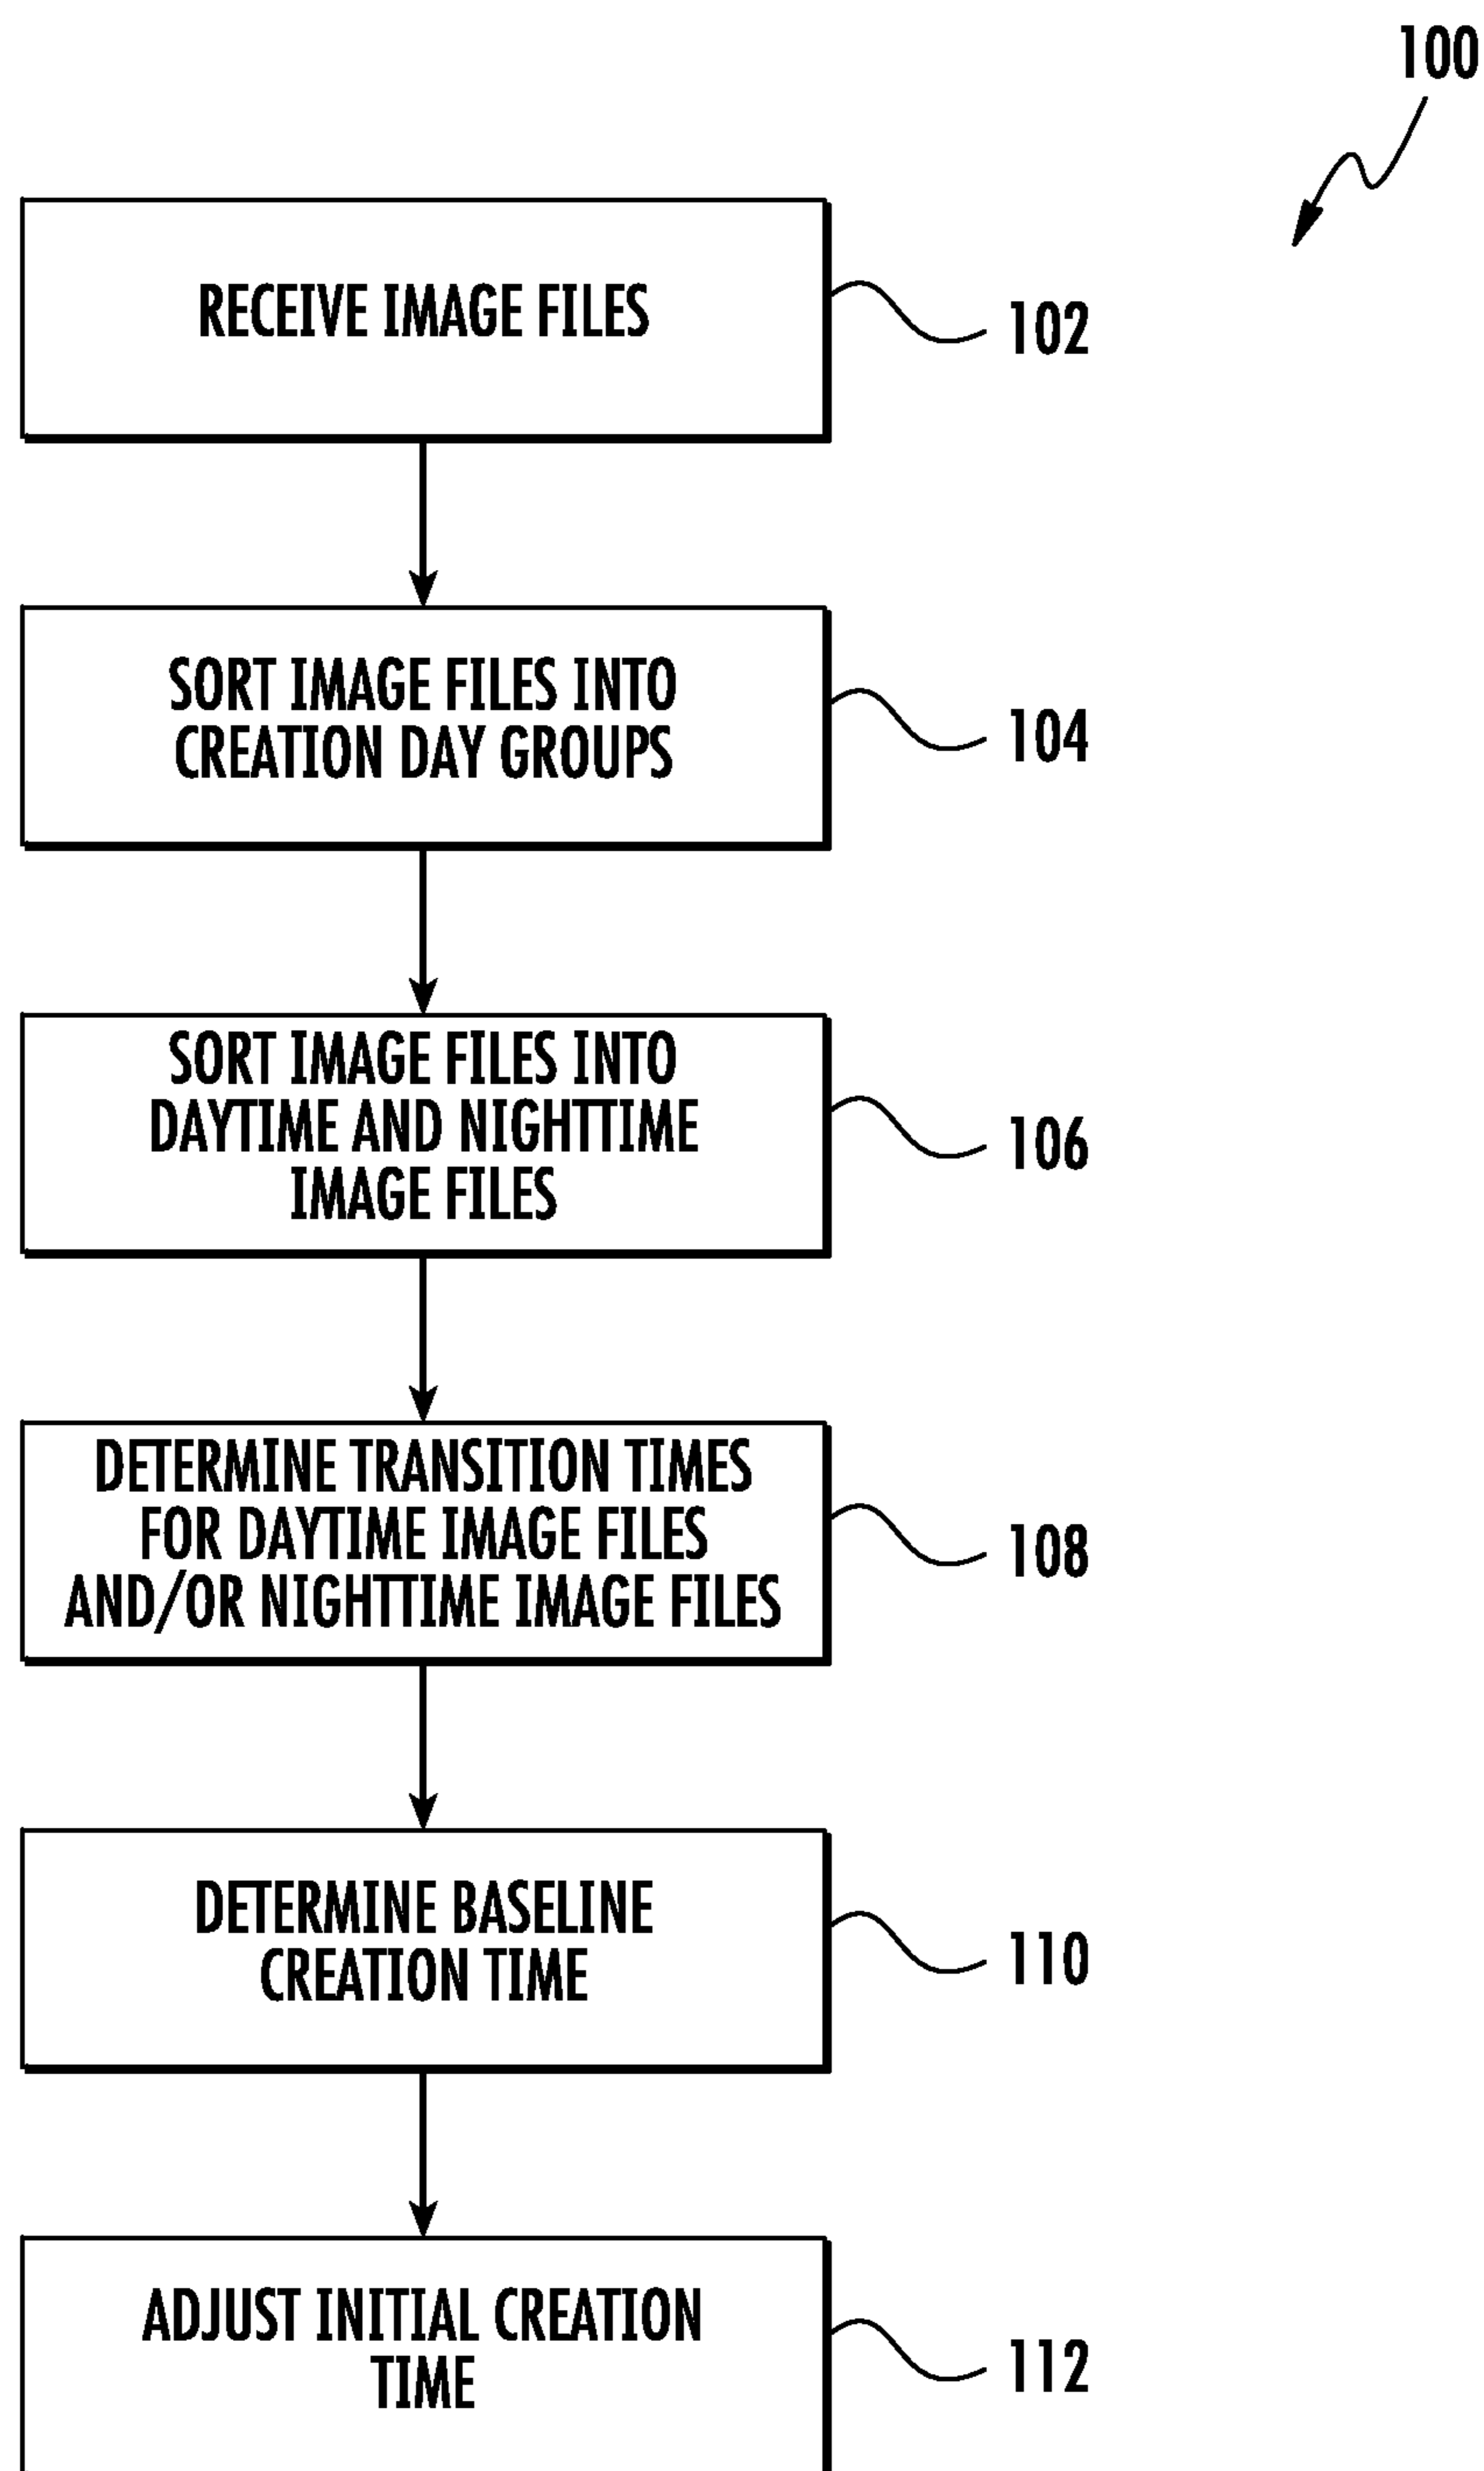 100
RECEIVE IMAGE FILES
102
SORT IMAGE FILES INTO
CREATION DAY GROUPS
104
SORT IMAGE FILES INTO
DAYTIME AND NIGHTTIME
IMAGE FILES
106
DETERMINE TRANSITION TIMES
FOR DAYTIME IMAGE FILES
AND/OR NIGHTTIME IMAGE FILES
108
DETERMINE BASELINE
CREATION TIME
110
ADJUST INITIAL CREATION
TIME
112